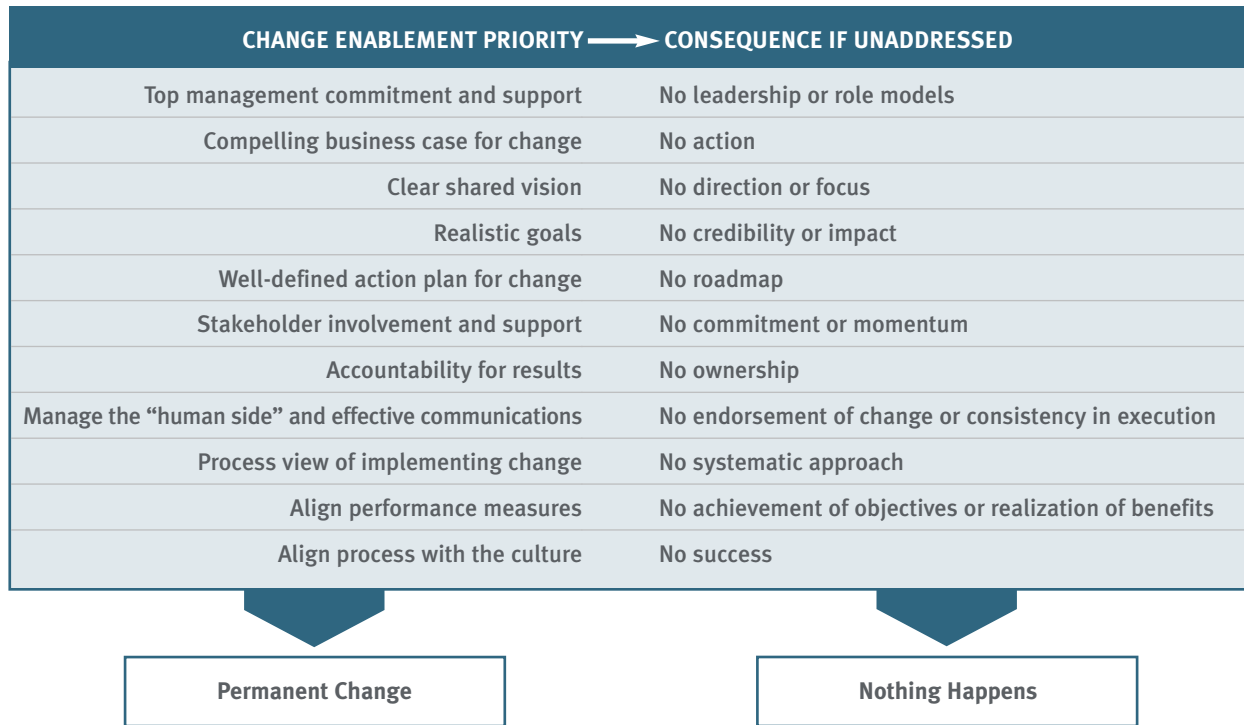 CHANGE ENABLEMENT PRIORITY → CONSEQUENCE IF UNADDRESSED
Top management commitment and support No leadership or role models
Compelling business case for change No action
Clear shared vision No direction or focus
Realistic goals No credibility or impact
Well-defined action plan for change No roadmap
Stakeholder involvement and support No commitment or momentum
Accountability for results No ownership
Manage the “human side” and effective communications No endorsement of change or consistency in execution
Process view of implementing change No systematic approach
Align performance measures No achievement of objectives or realization of benefits
Align process with the culture No success
Permanent Change Nothing Happens